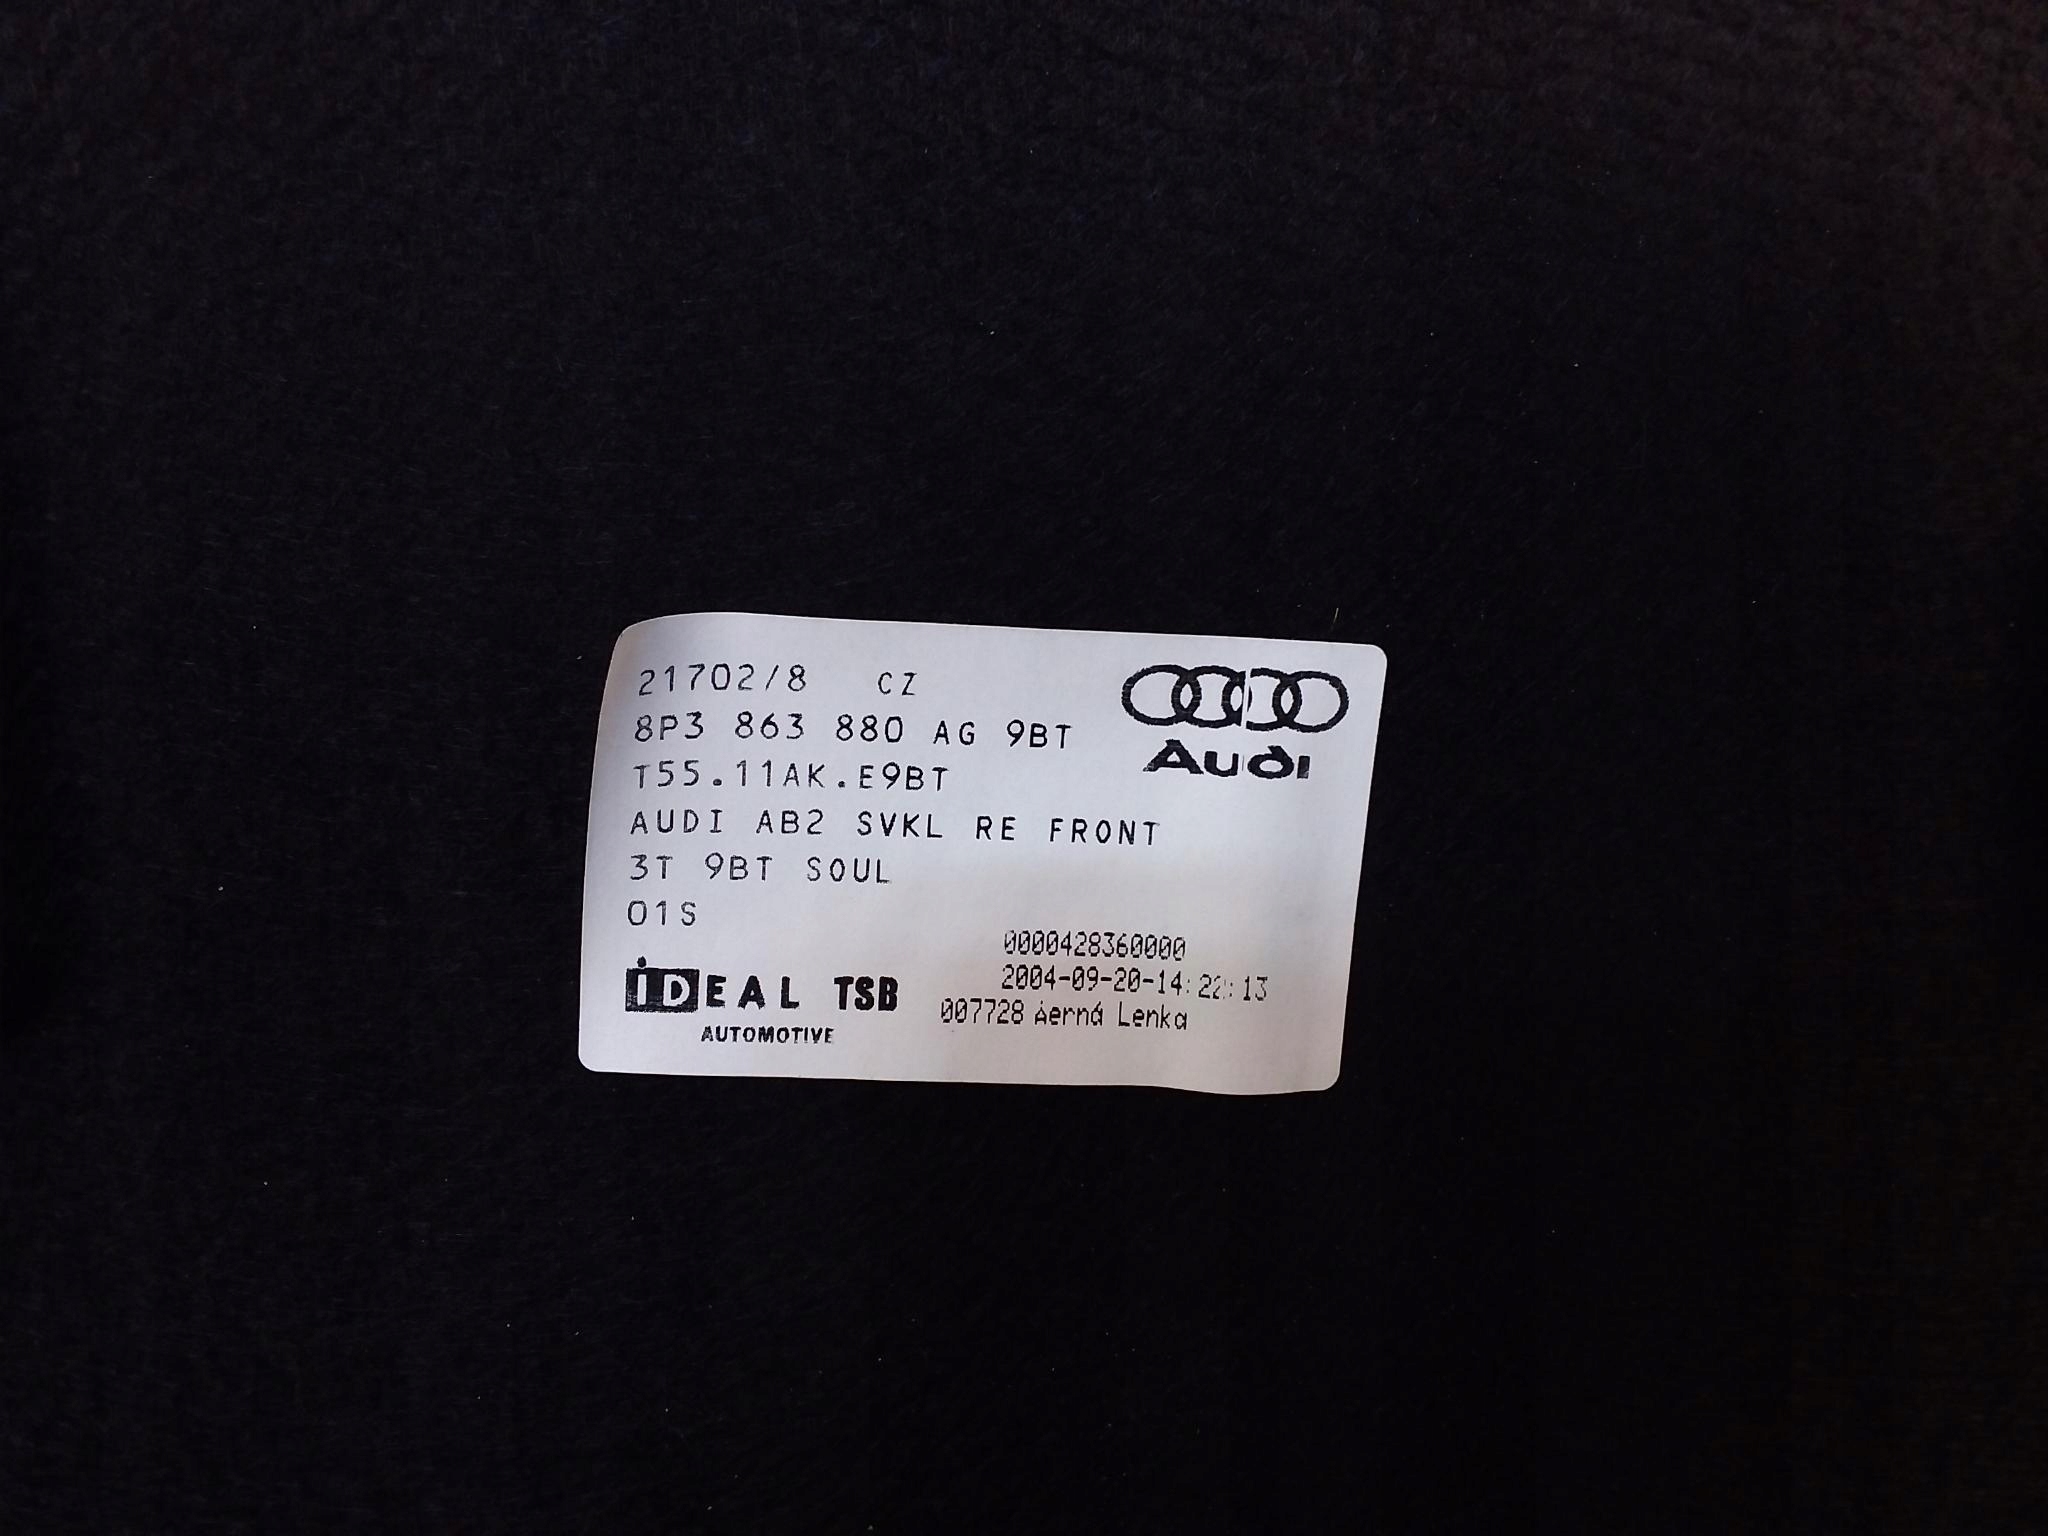 21702/8 CZ
8P3 863 880 AG 9BT
T55.11AK.E9BT
AUDI AB2 SVKL RE FRONT
3T 9BT SOUL
01S
Audi
0000428360000
2004-09-20-14:22:13
007728 Aerná Lenka
iDEAL TSB
AUTOMOTIVE